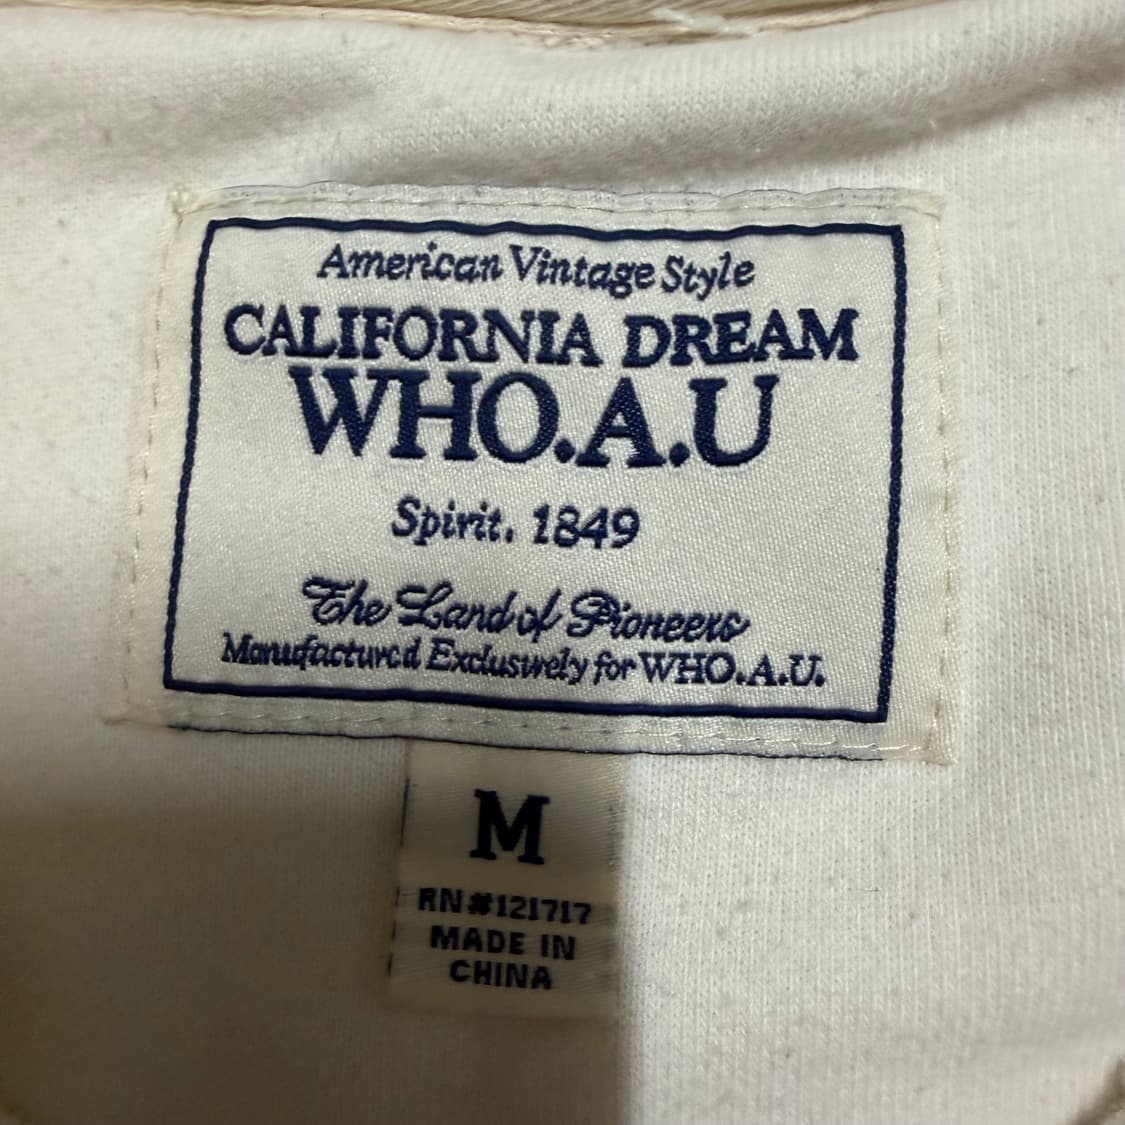 American Vintage Style
CALIFORNIA DREAM
WHO.A.U
Spirit. 1849
The Land of Pioneers
Manufactured Exclusively for WHO.A.U.
M
RN#121717
MADE IN
CHINA